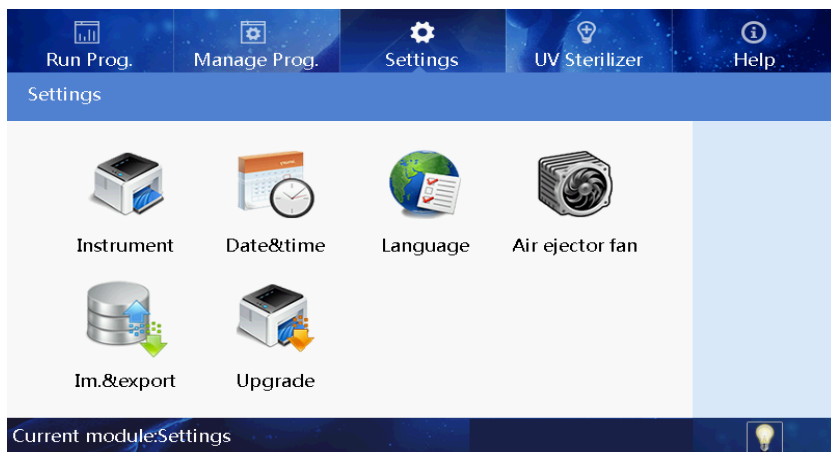 Run Prog. Manage Prog. Settings UV Sterilizer Help
Settings
Instrument Date&time Language Air ejector fan
Im.&export Upgrade
Current module:Settings